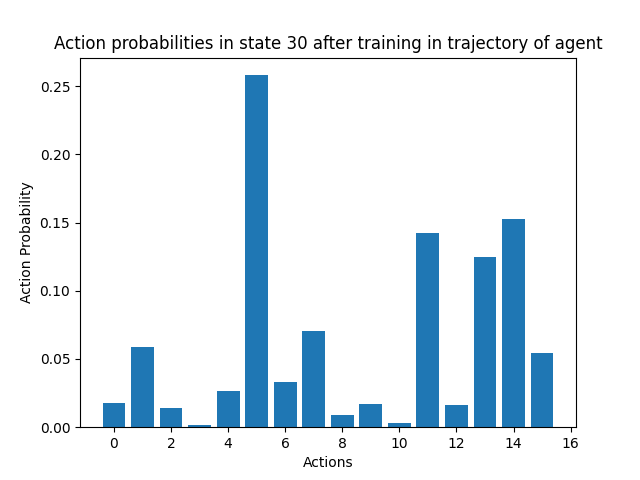 Action probabilities in state 30 after training in trajectory of agent
0.25
0.20
0.15
0.10
0.05
0.00
Action Probability
0 2 4 6 8 10 12 14 16
Actions